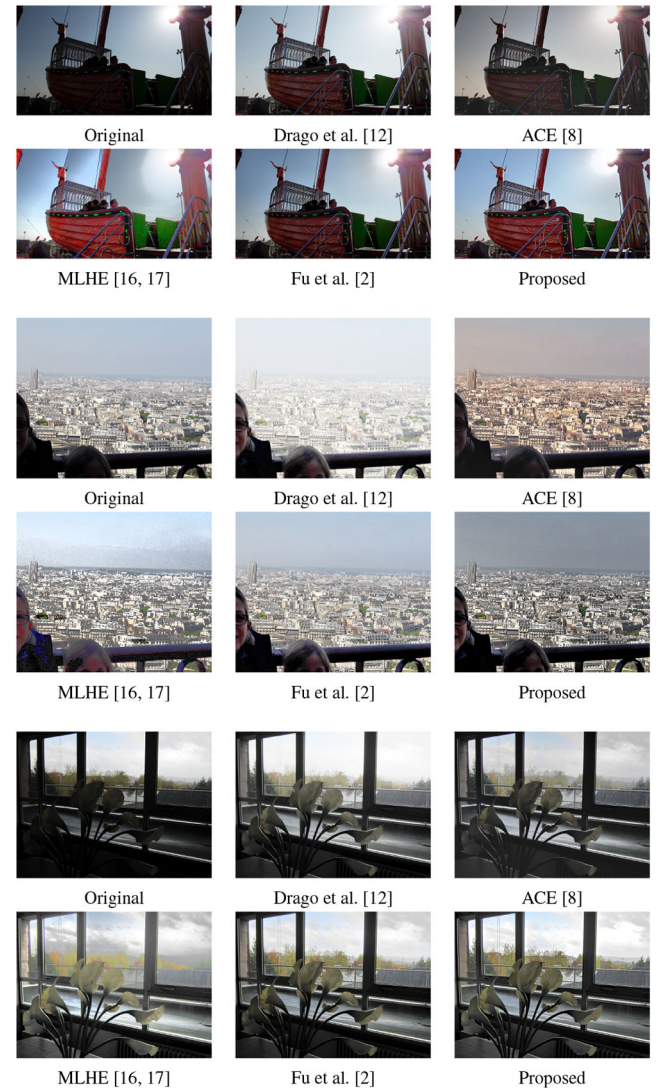 Original Drago et al. [12] ACE [8]
MLHE [16, 17] Fu et al. [2] Proposed
Original Drago et al. [12] ACE [8]
MLHE [16, 17] Fu et al. [2] Proposed
Original Drago et al. [12] ACE [8]
MLHE [16, 17] Fu et al. [2] Proposed